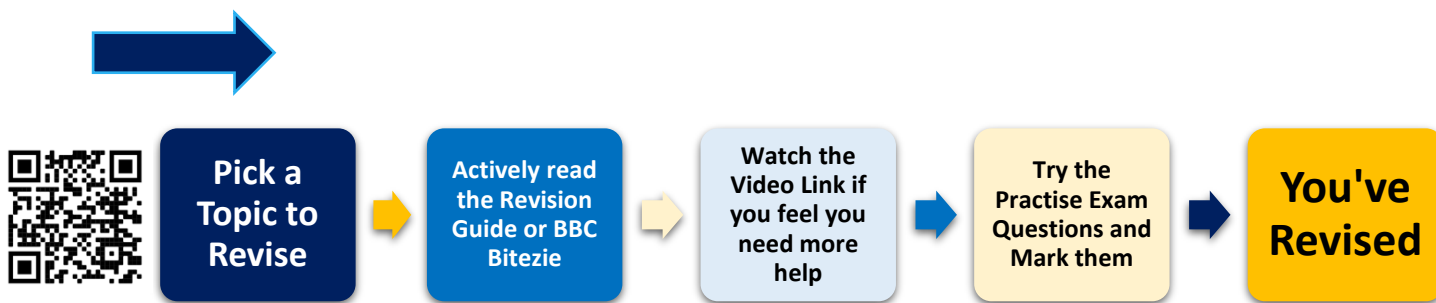 Pick a
Topic to
Revise
Actively read
the Revision
Guide or BBC
Bitezie
Watch the
Video Link if
you feel you
need more
help
Try the
Practise Exam
Questions and
Mark them
You've
Revised